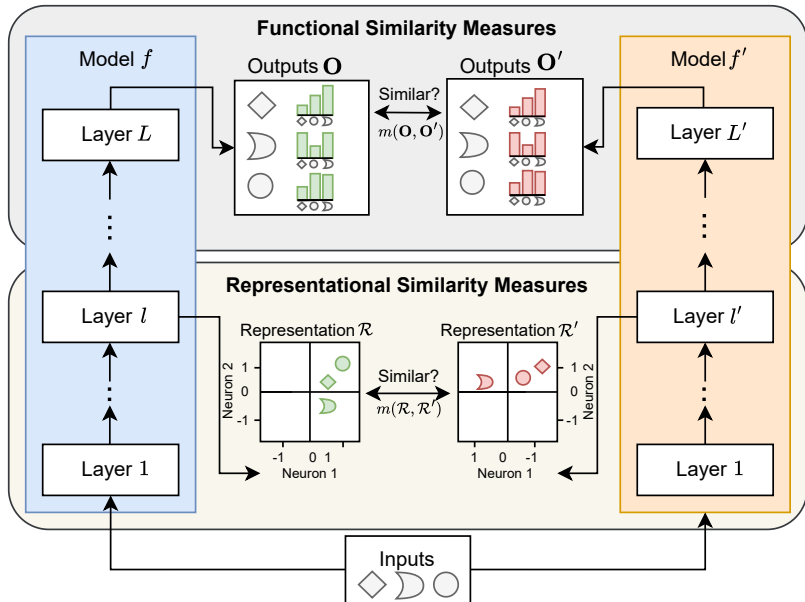 Functional Similarity Measures
Model f
Outputs O
Outputs O′
Model f′
Similar?
m(O, O′)
Layer L
Layer L′
Representational Similarity Measures
Layer l
Layer l′
Representation R
Representation R′
Similar?
m(R, R′)
Neuron 2
1
0
-1
-1 0 1
Neuron 1
1
0
-1
Neuron 2
1 0 -1
Neuron 1
Layer 1
Layer 1
Inputs